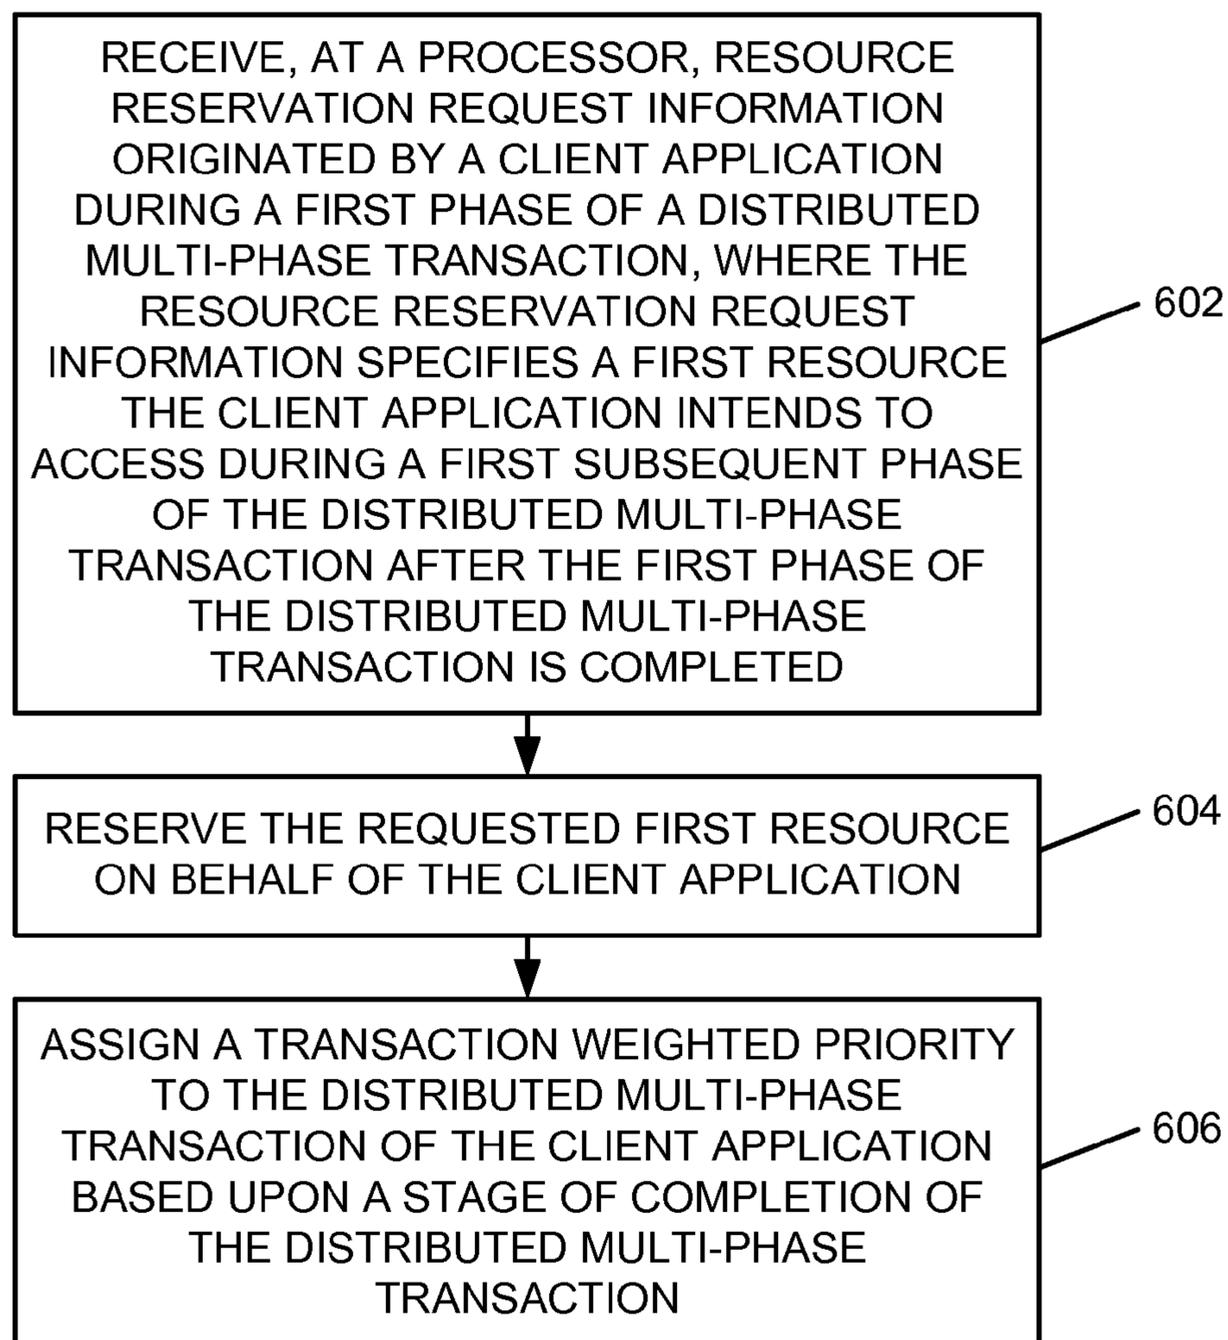 RECEIVE, AT A PROCESSOR, RESOURCE
RESERVATION REQUEST INFORMATION
ORIGINATED BY A CLIENT APPLICATION
DURING A FIRST PHASE OF A DISTRIBUTED
MULTI-PHASE TRANSACTION, WHERE THE
RESOURCE RESERVATION REQUEST
INFORMATION SPECIFIES A FIRST RESOURCE
THE CLIENT APPLICATION INTENDS TO
ACCESS DURING A FIRST SUBSEQUENT PHASE
OF THE DISTRIBUTED MULTI-PHASE
TRANSACTION AFTER THE FIRST PHASE OF
THE DISTRIBUTED MULTI-PHASE
TRANSACTION IS COMPLETED
602
RESERVE THE REQUESTED FIRST RESOURCE
ON BEHALF OF THE CLIENT APPLICATION
604
ASSIGN A TRANSACTION WEIGHTED PRIORITY
TO THE DISTRIBUTED MULTI-PHASE
TRANSACTION OF THE CLIENT APPLICATION
BASED UPON A STAGE OF COMPLETION OF
THE DISTRIBUTED MULTI-PHASE
TRANSACTION
606